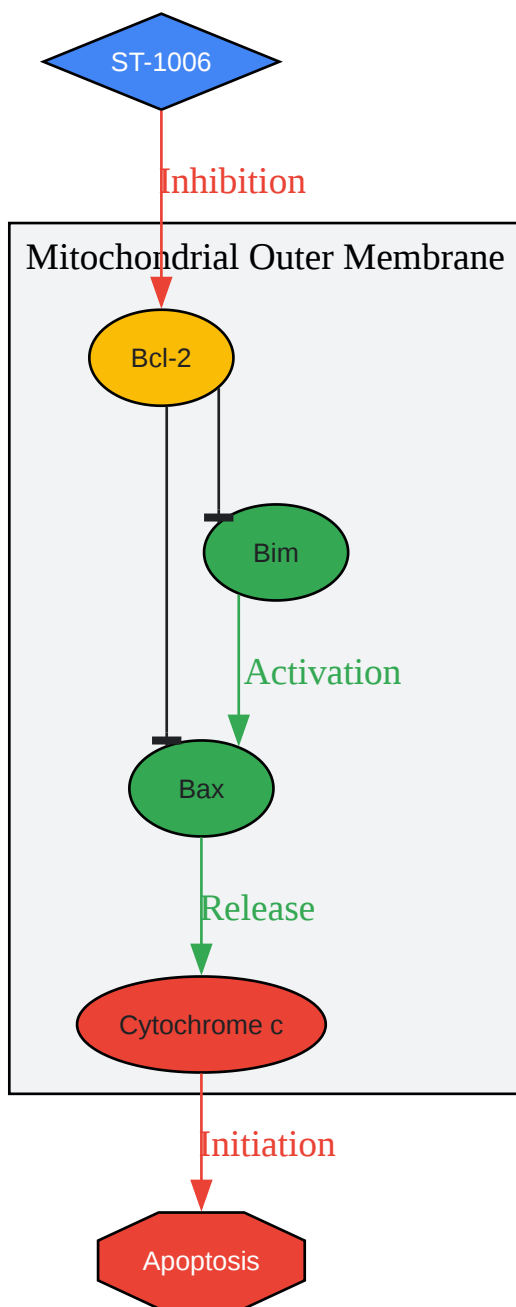 ST-1006
Inhibition
Mitochondrial Outer Membrane
Bcl-2
Bim
Activation
Bax
Release
Cytochrome c
Initiation
Apoptosis